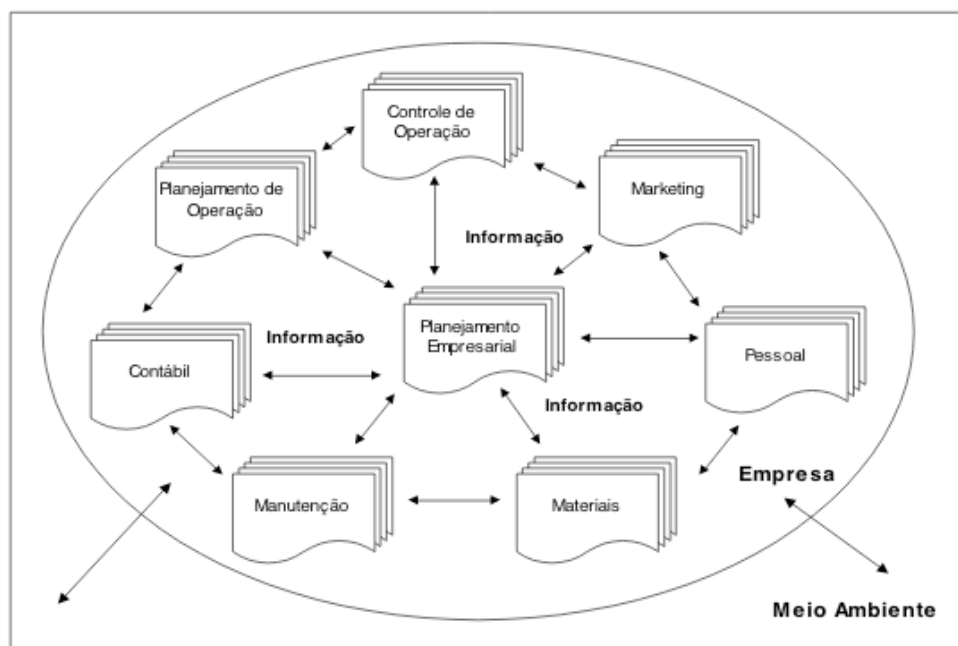 Controle de
Operação
Planejamento de
Operação
Marketing
Informação
Planejamento
Empresarial
Informação
Contábil
Pessoal
Informação
Empresa
Manutenção
Materiais
Meio Ambiente